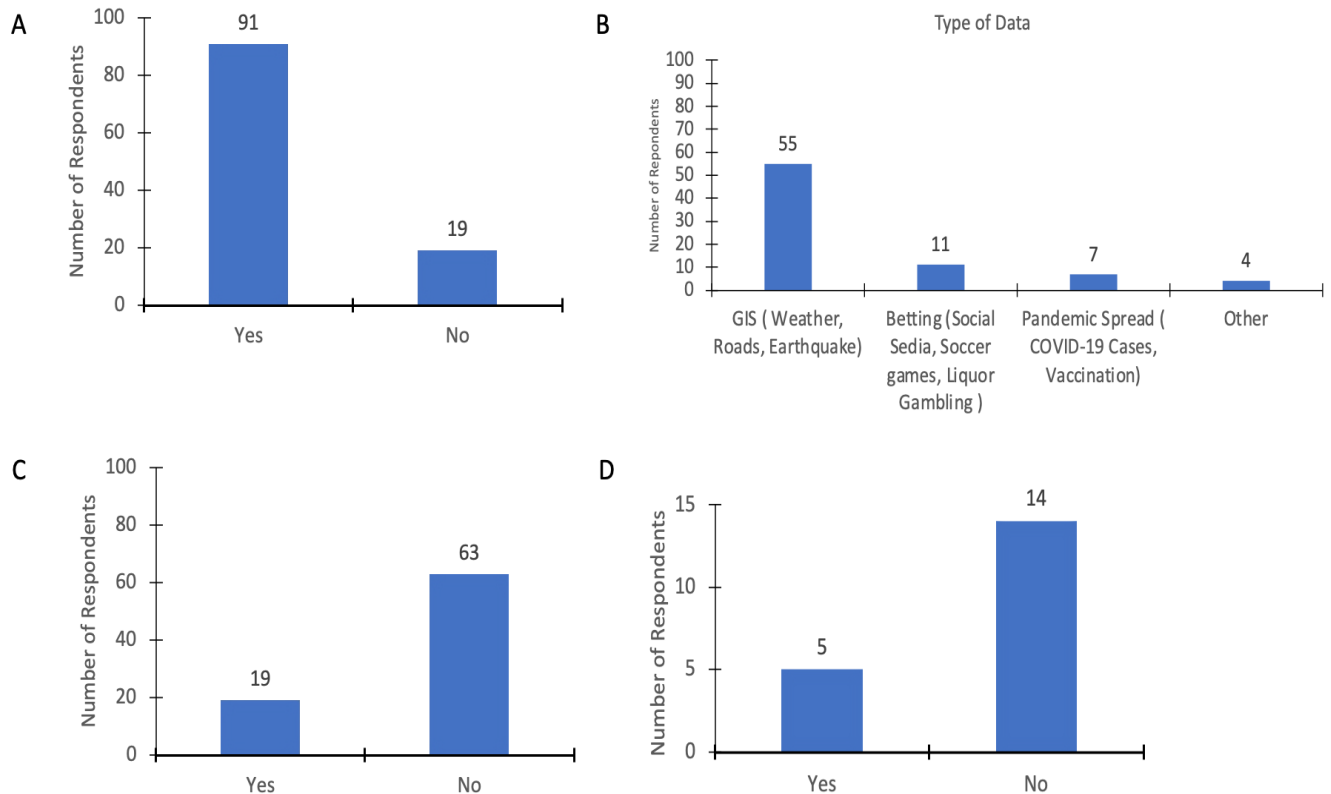 A
Number of Respondents
100
80
60
40
20
0
91
19
Yes
No
B
Type of Data
Number of Repondents
100
90
80
70
60
50
40
30
20
10
0
55
11
7
4
GIS ( Weather,
Roads, Earthquake)
Betting (Social
Sedia, Soccer
games, Liquor
Gambling )
Pandemic Spread (
COVID-19 Cases,
Vaccination)
Other
C
Number of Respondents
100
80
60
40
20
0
19
63
Yes
No
D
Number of Respondents
15
10
5
0
5
14
Yes
No